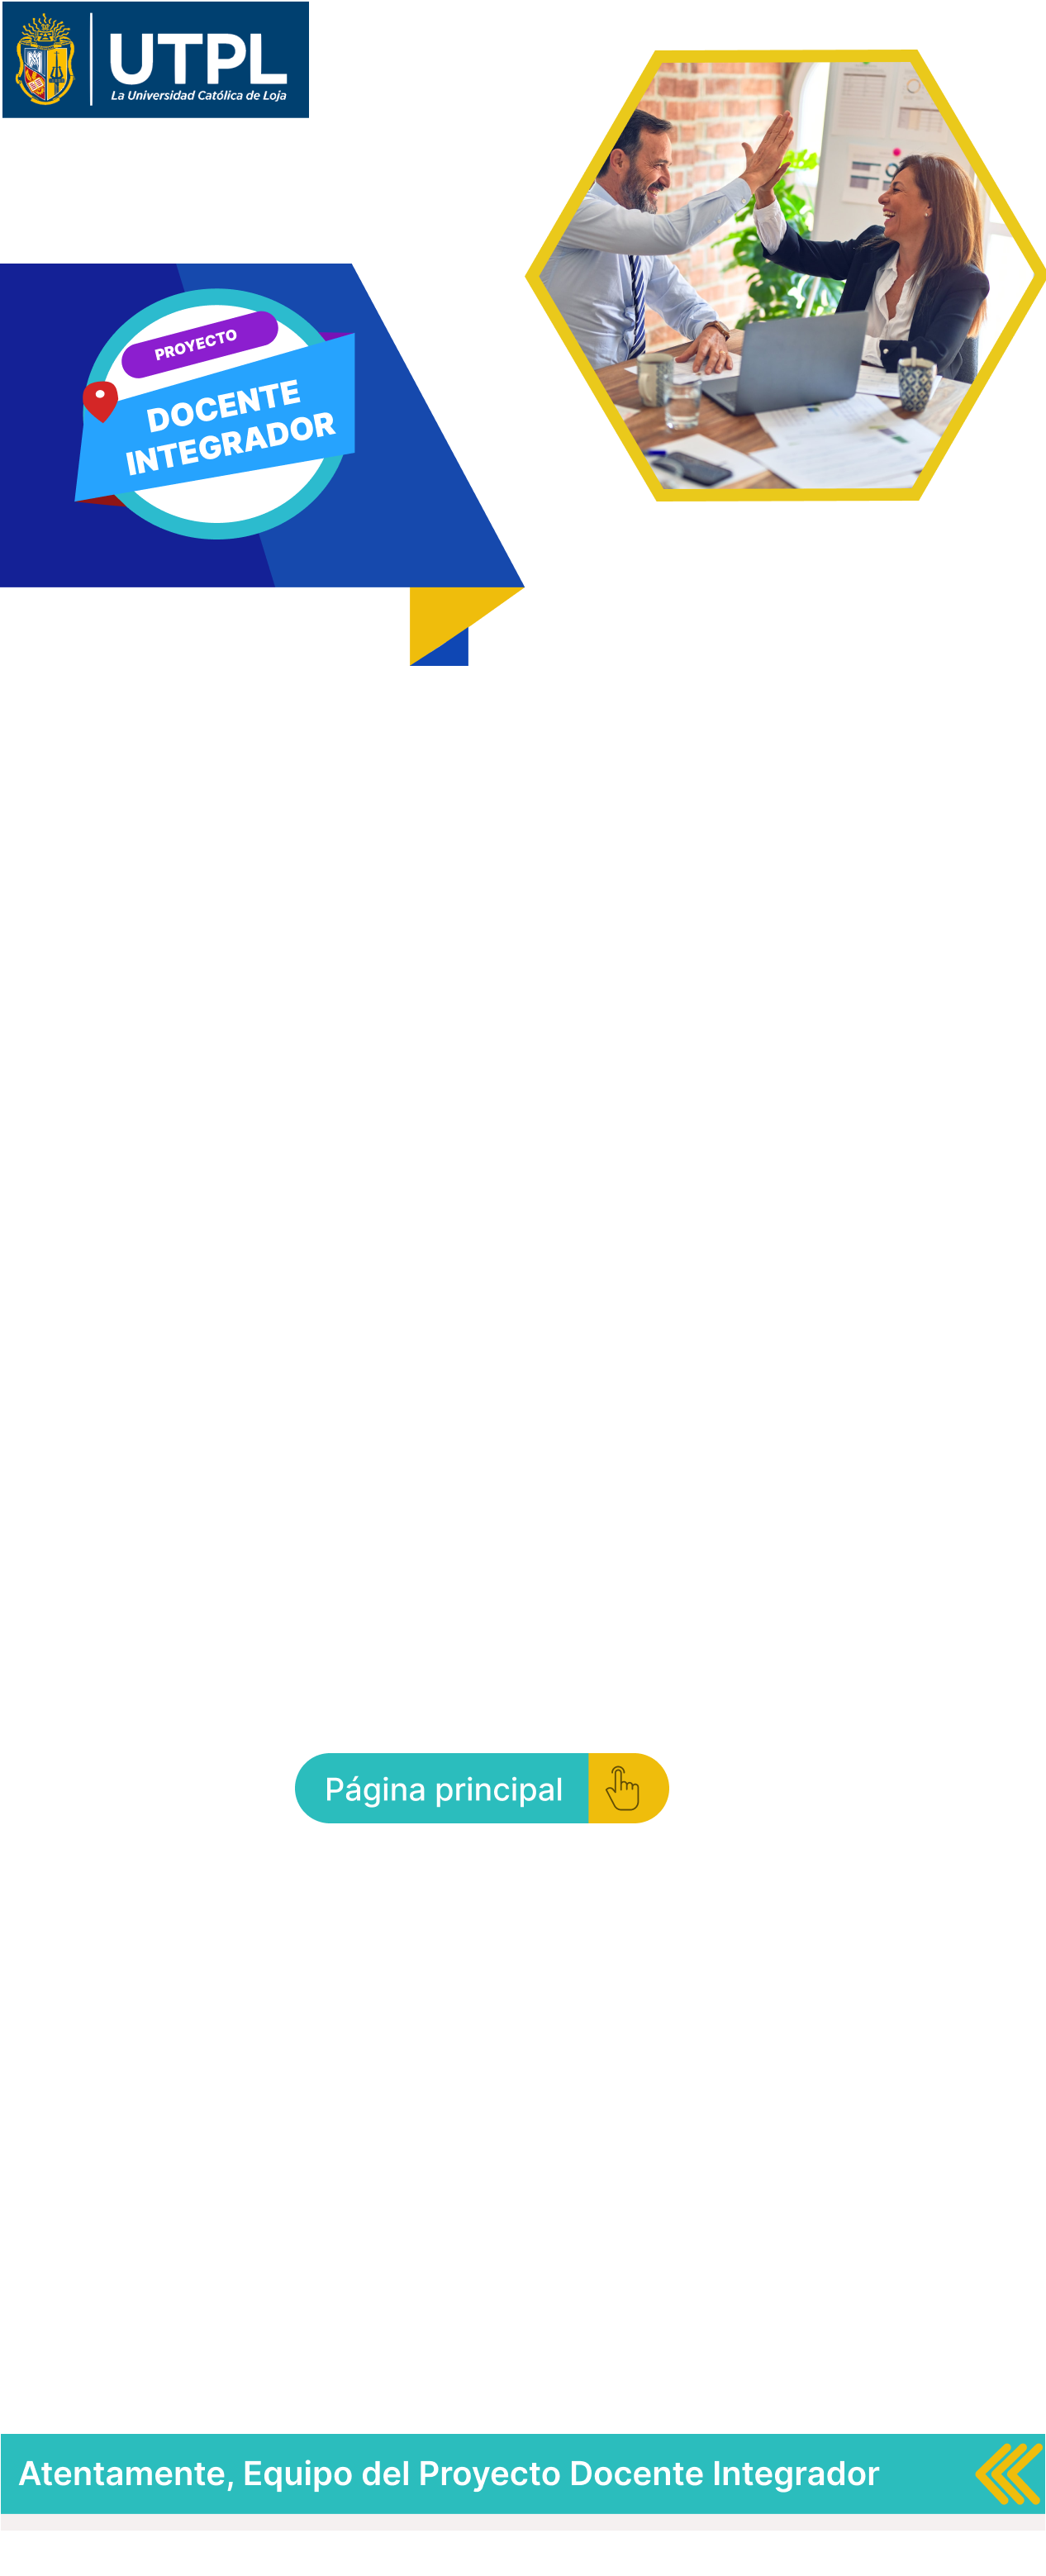 UTPL
La Universidad Católica de Loja
PROYECTO
DOCENTE
INTEGRADOR
Página principal
Atentamente, Equipo del Proyecto Docente Integrador